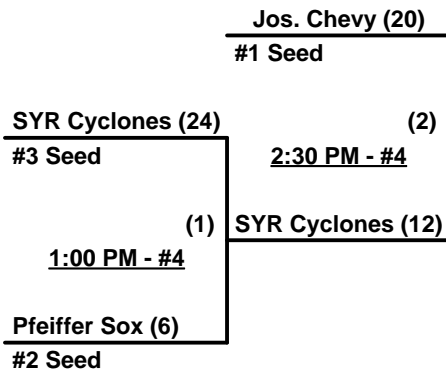 Jos. Chevy (20)
#1 Seed
SYR Cyclones (24)
#3 Seed
(2)
2:30 PM - #4
(1)
1:00 PM - #4
SYR Cyclones (12)
Pfeiffer Sox (6)
#2 Seed